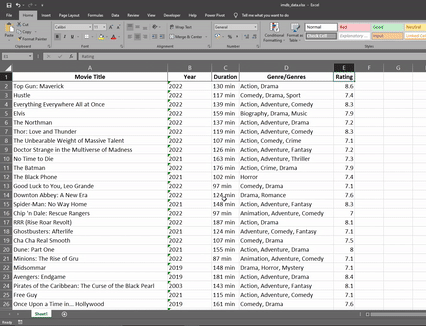 imdb_data.xlsx - Excel
File Home Insert Page Layout Formulas Data Review View Developer Help Power Pivot Tell me what you want to do
Cut
Copy
Format Painter
Conditional Formatting Format as Table
Normal Bad Good Neutral
Check Cell Explanatory ... Input
Clipboard Font Alignment Number Styles
E1 Rating
A B C D E F G
1 Movie Title Year Duration Genre/Genres Rating
2 Top Gun: Maverick 2022 130 min Action, Drama 8.6
3 Hustle 2022 117 min Comedy, Drama, Sport 7.4
4 Everything Everywhere All at Once 2022 139 min Action, Adventure, Comedy 8.3
5 Elvis 2022 159 min Biography, Drama, Music 7.9
6 The Northman 2022 137 min Action, Adventure, Drama 7.2
7 Thor: Love and Thunder 2022 119 min Action, Adventure, Comedy 8.3
8 The Unbearable Weight of Massive Talent 2022 107 min Action, Comedy, Crime 7.1
9 Doctor Strange in the Multiverse of Madness 2022 126 min Action, Adventure, Fantasy 7.2
10 No Time to Die 2021 163 min Action, Adventure, Thriller 7.3
11 The Batman 2022 176 min Action, Crime, Drama 7.9
12 The Black Phone 2021 102 min Horror 7.4
13 Good Luck to You, Leo Grande 2022 97 min Comedy, Drama 7.1
14 Downton Abbey: A New Era 2022 124 min Drama, Romance 7.6
15 Spider-Man: No Way Home 2021 148 min Action, Adventure, Fantasy 8.3
16 Chip 'n Dale: Rescue Rangers 2022 97 min Animation, Adventure, Comedy 7
17 RRR (Rise Roar Revolt) 2022 187 min Action, Drama 8.1
18 Ghostbusters: Afterlife 2021 124 min Adventure, Comedy, Fantasy 7.1
19 Cha Cha Real Smooth 2022 107 min Comedy, Drama 7.5
20 Dune: Part One 2021 155 min Action, Adventure, Drama 8
21 Minions: The Rise of Gru 2022 87 min Animation, Adventure, Comedy 7.1
22 Midsommar 2019 148 min Drama, Horror, Mystery 7.1
23 Avengers: Endgame 2019 181 min Action, Adventure, Drama 8.4
24 Pirates of the Caribbean: The Curse of the Black Pearl 2003 143 min Action, Adventure, Fantasy 8.1
25 Free Guy 2021 115 min Action, Adventure, Comedy 7.1
26 Once Upon a Time in... Hollywood 2019 161 min Comedy, Drama 7.6
Sheet1
Ready